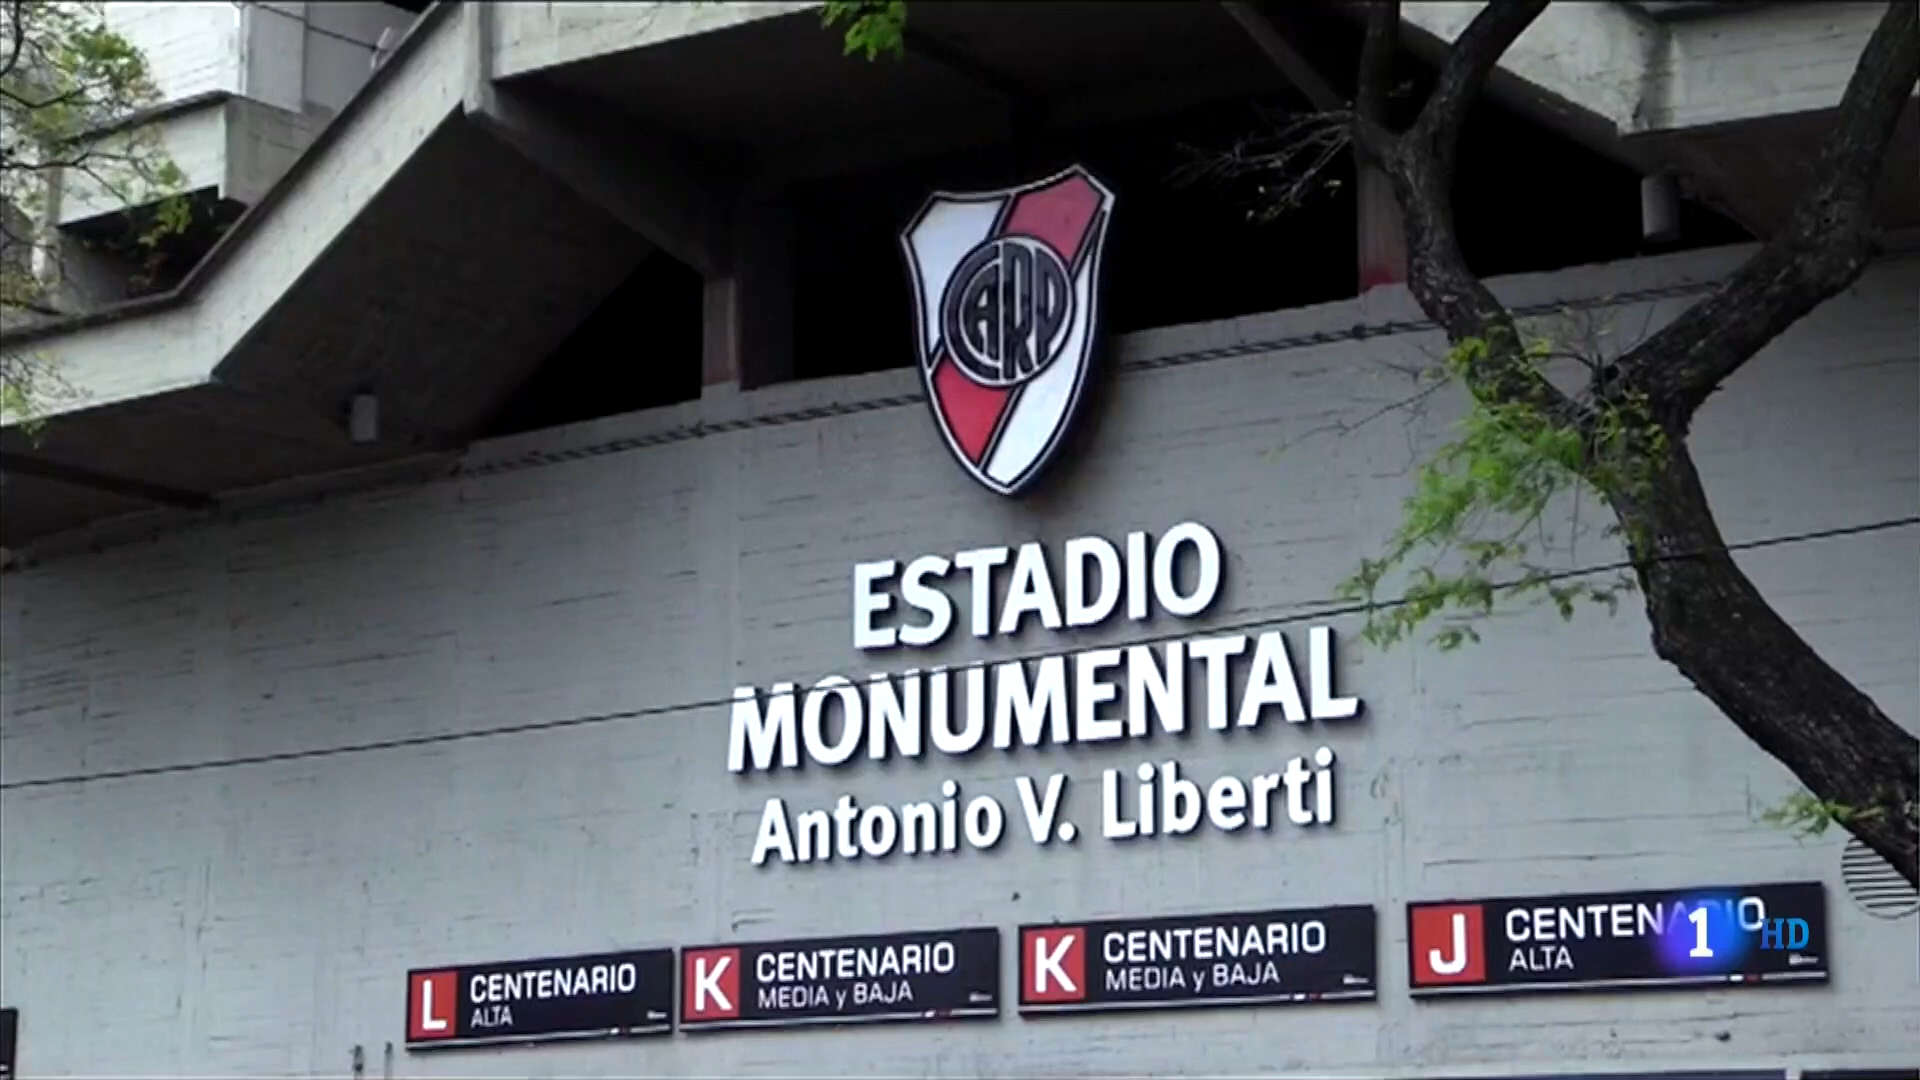 CARP
ESTADIO
MONUMENTAL
Antonio V. Liberti
L CENTENARIO
ALTA
K CENTENARIO
MEDIA y BAJA
K CENTENARIO
MEDIA y BAJA
J CENTENARIO
ALTA
1 HD